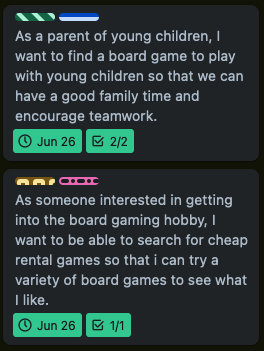 As a parent of young children, I
want to find a board game to play
with young children so that we can
have a good family time and
encourage teamwork.
Jun 26 2/2
As someone interested in getting
into the board gaming hobby, I
want to be able to search for cheap
rental games so that i can try a
variety of board games to see what
I like.
Jun 26 1/1